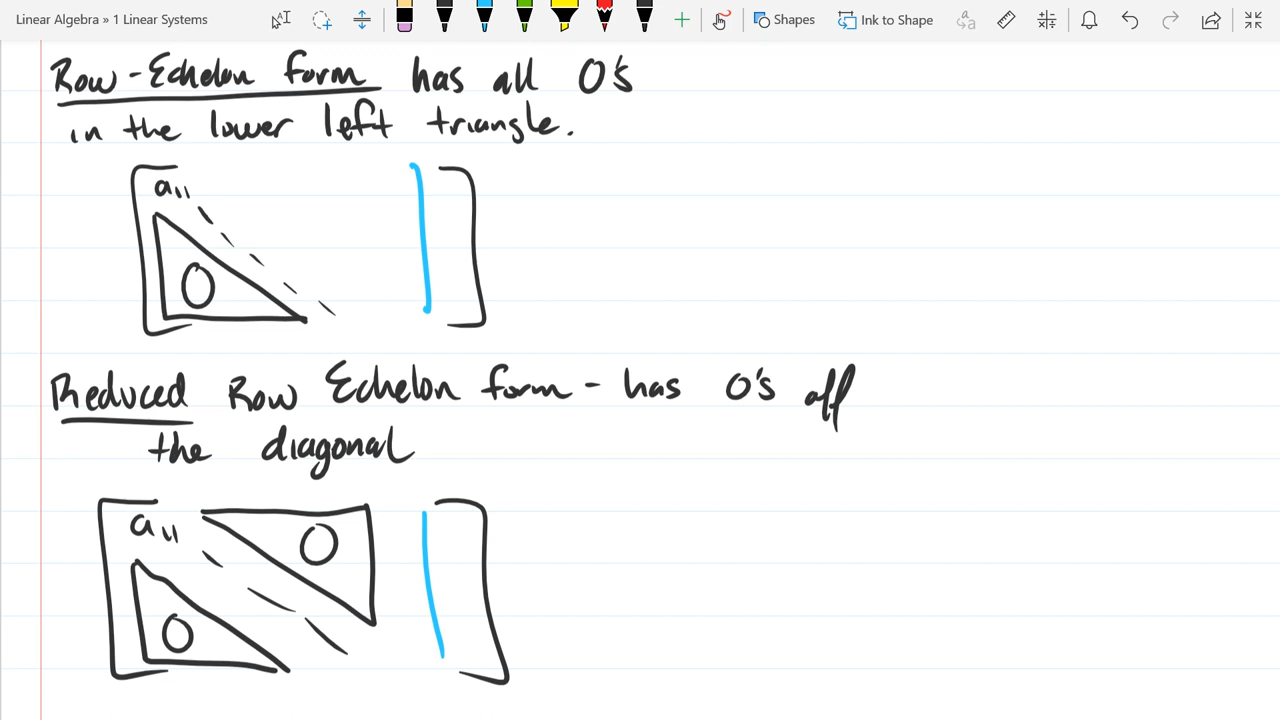 Linear Algebra » 1 Linear Systems
Shapes
Ink to Shape
Row-Echelon form has all 0's
in the lower left triangle.
a11
0
Reduced Row Echelon form - has 0's off
the diagonal
a11
0
0